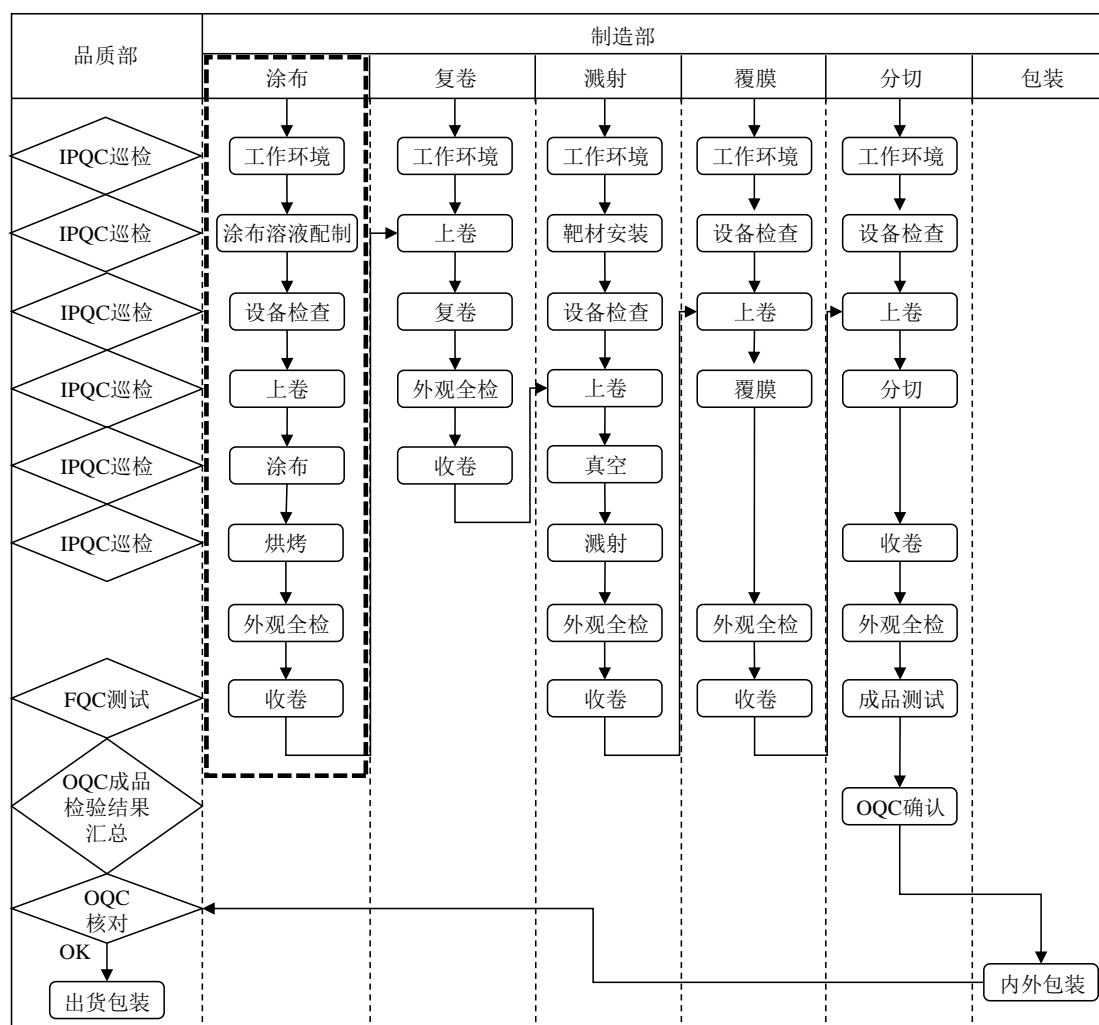 品质部
制造部
涂布
复卷
溅射
覆膜
分切
包装
IPQC巡检
工作环境
工作环境
工作环境
工作环境
工作环境
IPQC巡检
涂布溶液配制
上卷
靶材安装
设备检查
设备检查
IPQC巡检
设备检查
复卷
设备检查
上卷
上卷
IPQC巡检
上卷
外观全检
上卷
覆膜
分切
IPQC巡检
涂布
收卷
真空
IPQC巡检
烘烤
溅射
收卷
外观全检
外观全检
外观全检
外观全检
FQC测试
收卷
收卷
收卷
成品测试
OQC成品
检验结果
汇总
OQC确认
OQC
核对
OK
出货包装
内外包装